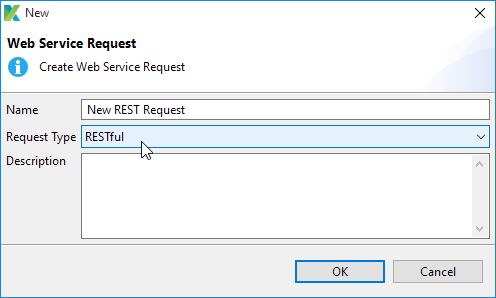 New
Web Service Request
Create Web Service Request
Name New REST Request
Request Type RESTful
Description
OK Cancel